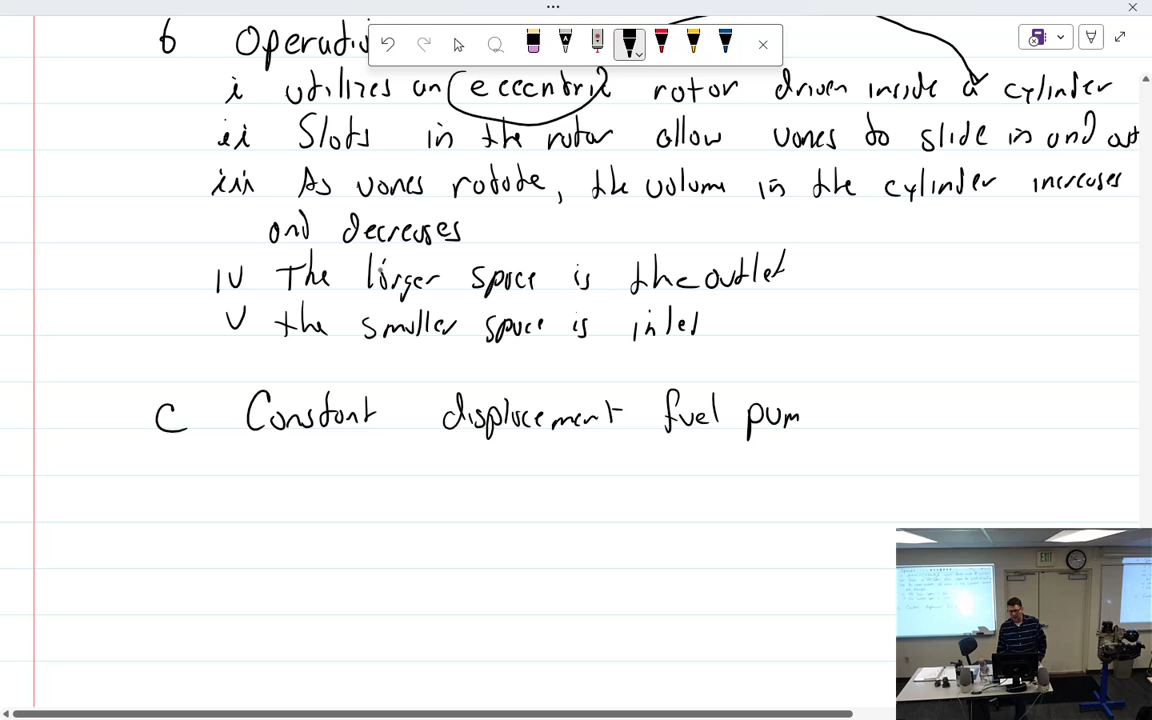 6 Operati
i utilizes an eccentric rotor driven inside a cylinder
ii Slots in the rotor allow vanes to slide in and out
iii As vanes rotate, the volume in the cylinder increases
and decreases
IV The larger space is the outlet
V the smaller space is inlet
C Constant displacement fuel pum
EXIT